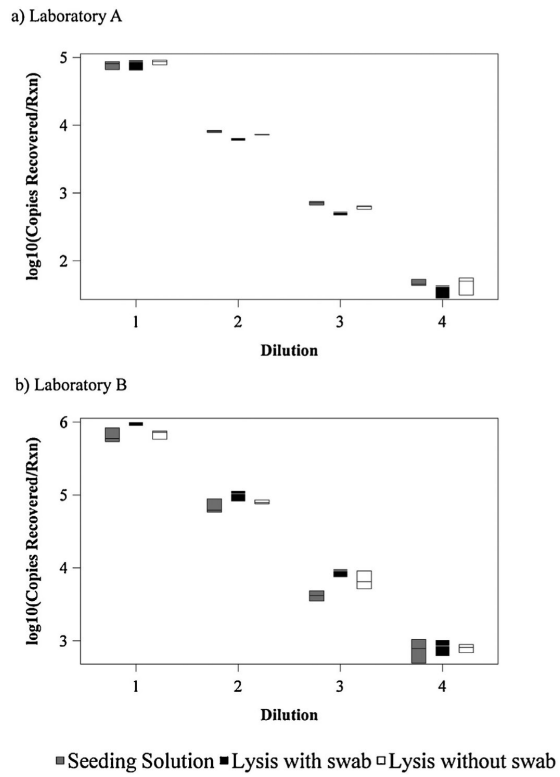 a) Laboratory A
log10(Copies Recovered/Rxn)
5
4
3
2
1 2 3 4
Dilution
b) Laboratory B
log10(Copies Recovered/Rxn)
6
5
4
3
1 2 3 4
Dilution
Seeding Solution Lysis with swab Lysis without swab